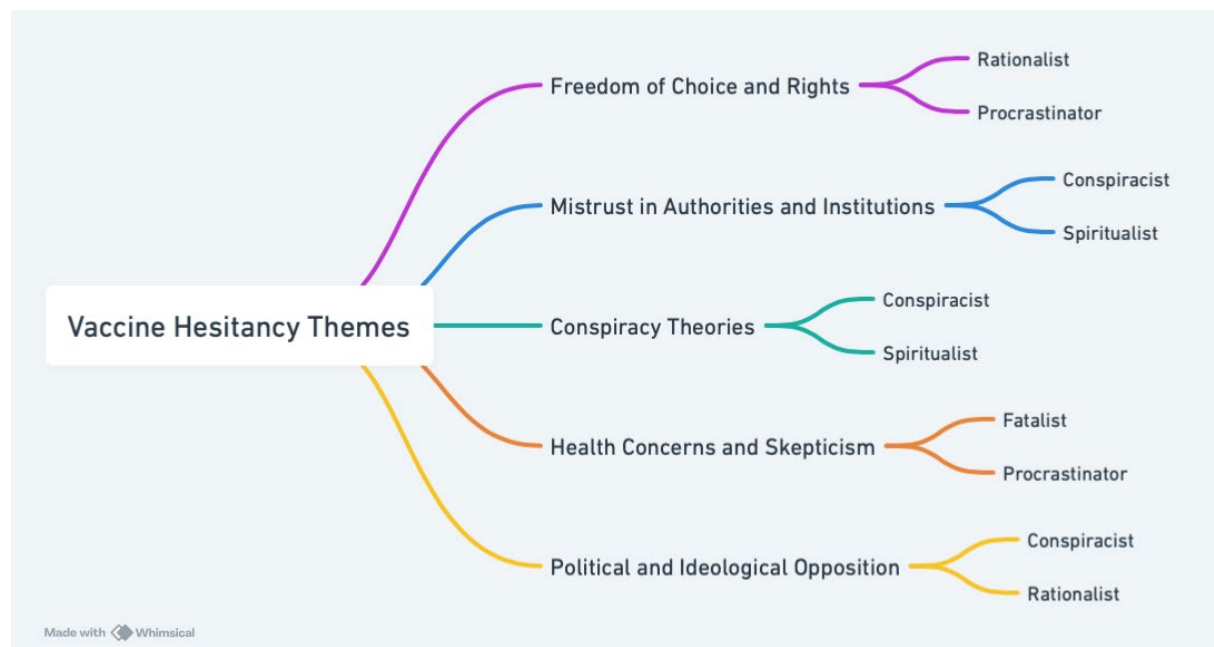 Vaccine Hesitancy Themes
Freedom of Choice and Rights
Rationalist
Procrastinator
Mistrust in Authorities and Institutions
Conspiracist
Spiritualist
Conspiracy Theories
Conspiracist
Spiritualist
Health Concerns and Skepticism
Fatalist
Procrastinator
Political and Ideological Opposition
Conspiracist
Rationalist
Made with Whimsical